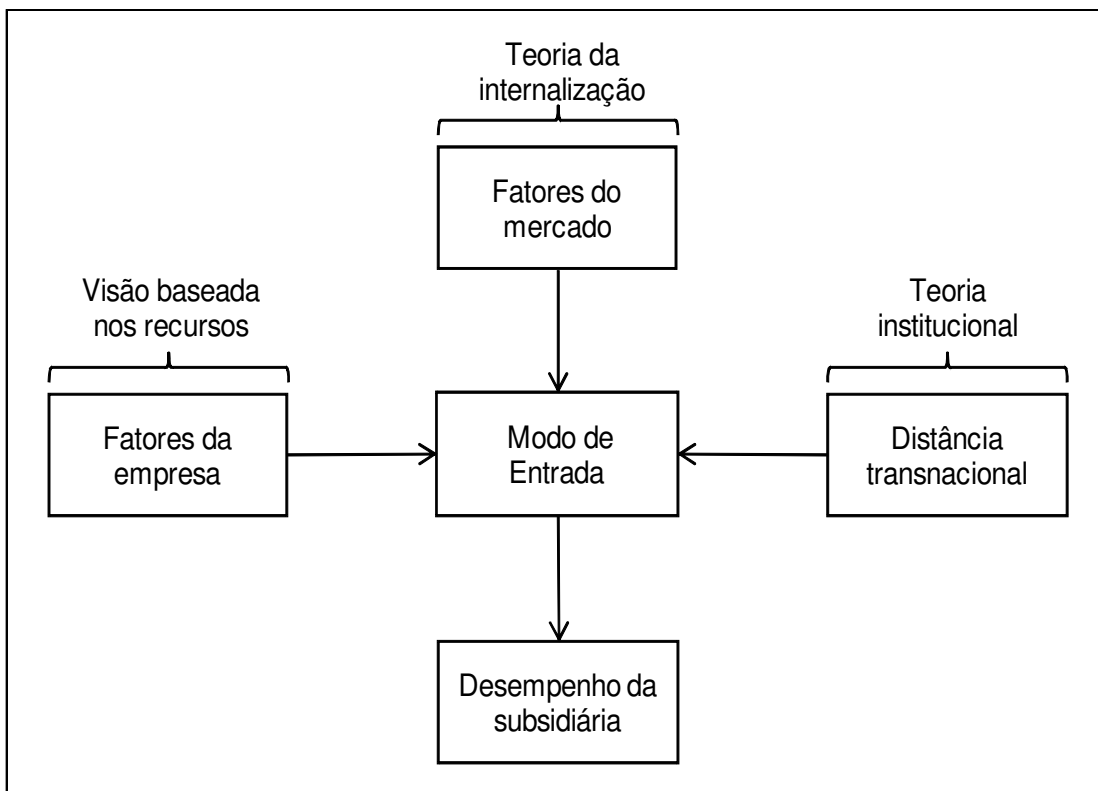 Teoria da
internalização
Fatores do
mercado
Visão baseada
nos recursos
Teoria
institucional
Fatores da
empresa
Modo de
Entrada
Distância
transnacional
Desempenho da
subsidiária